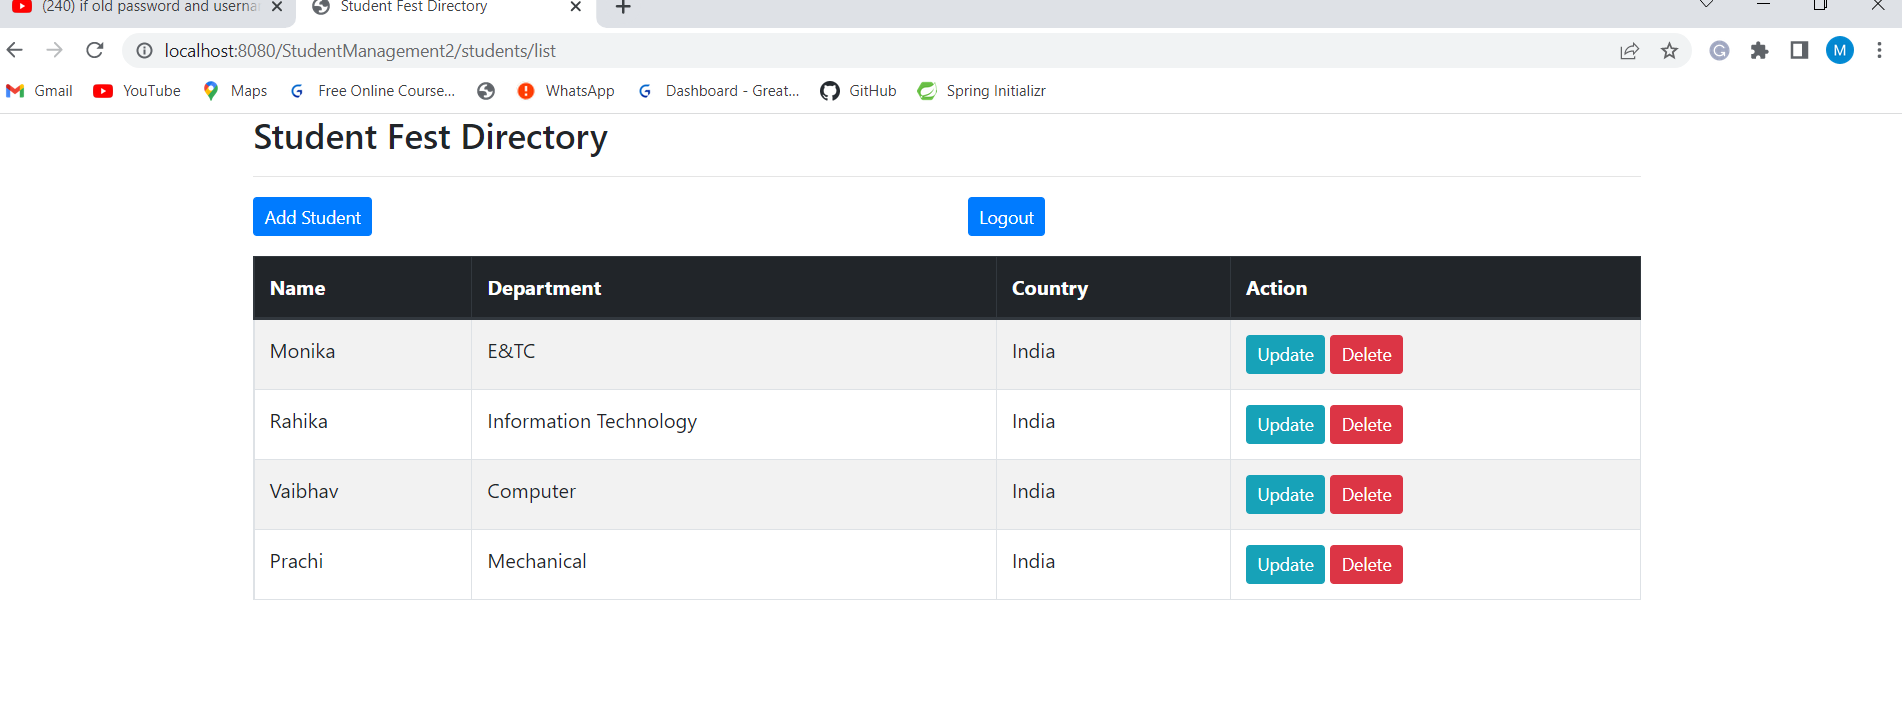 (240) if old password and userna
Student Fest Directory
localhost:8080/StudentManagement2/students/list
M
Gmail YouTube Maps Free Online Course... WhatsApp Dashboard - Great... GitHub Spring Initializr
Student Fest Directory
Add Student Logout
Name Department Country Action
Monika E&TC India Update Delete
Rahika Information Technology India Update Delete
Vaibhav Computer India Update Delete
Prachi Mechanical India Update Delete